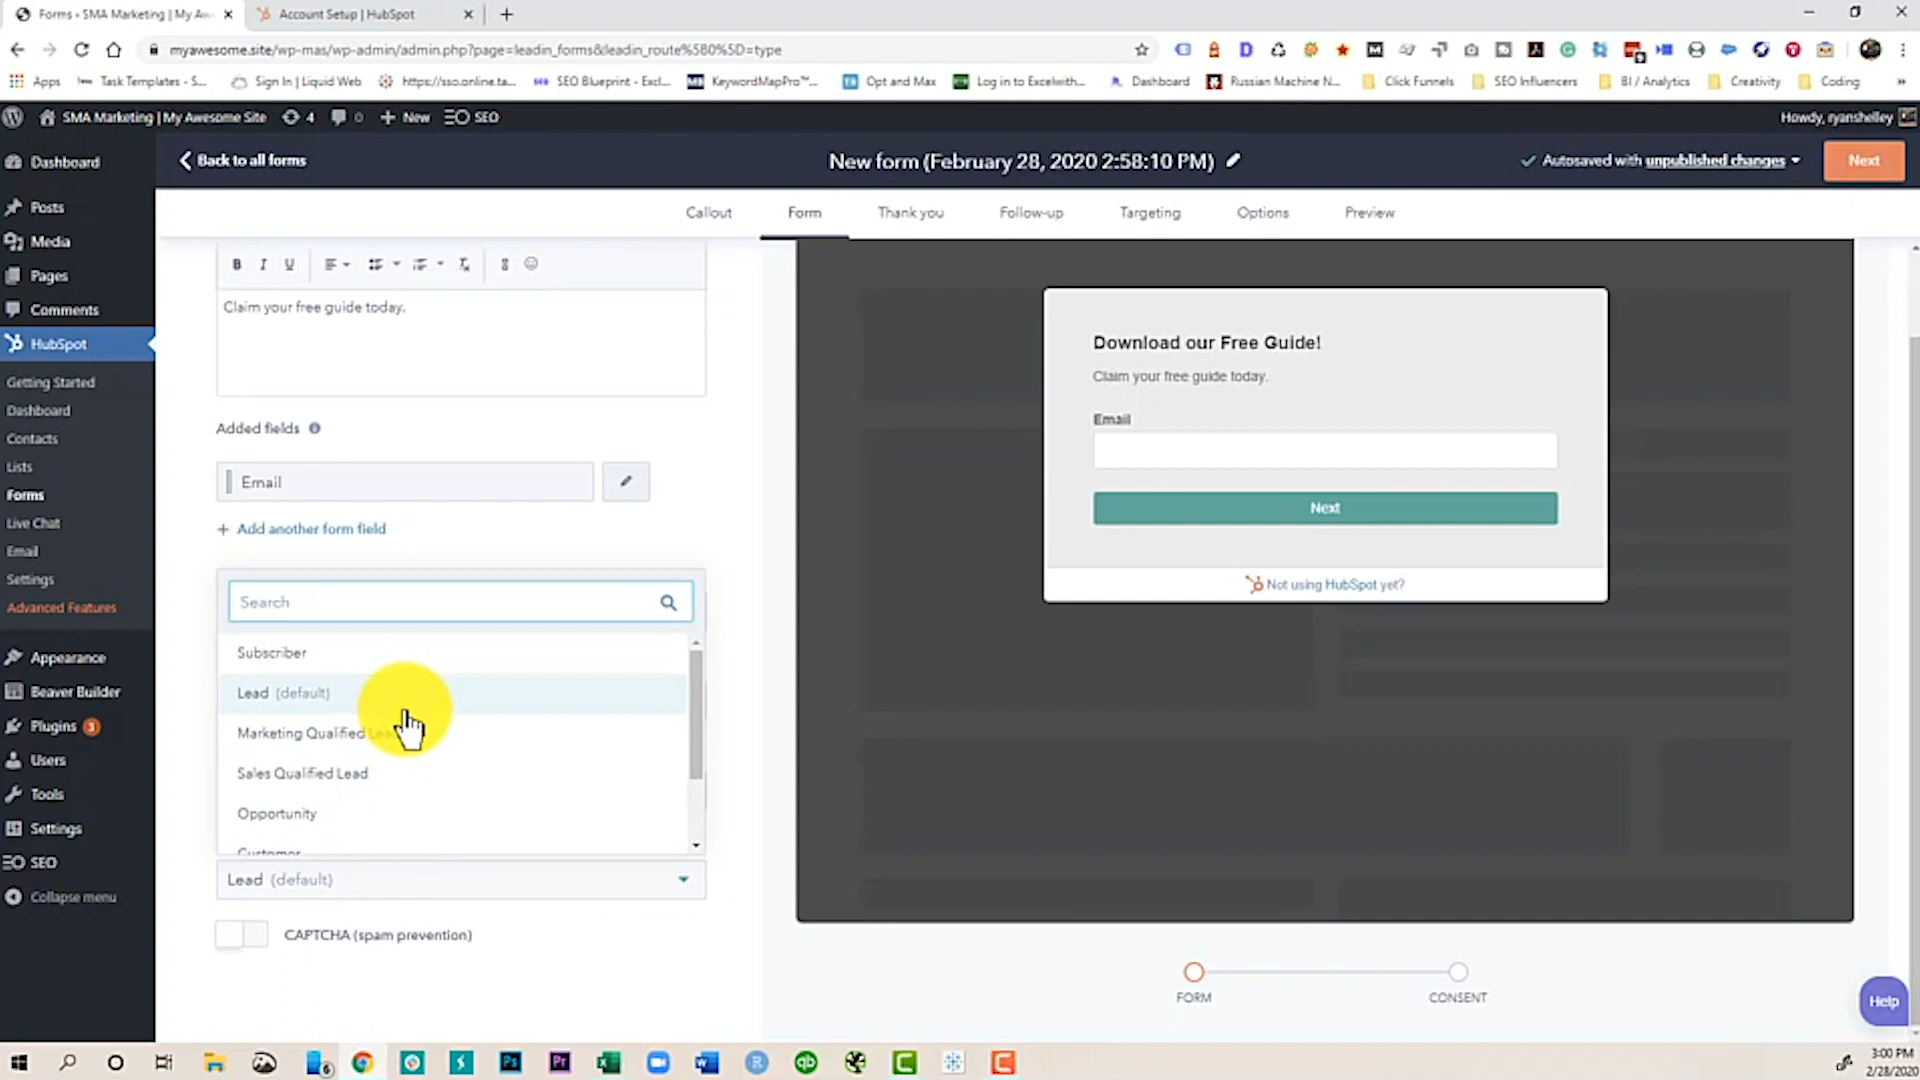 Forms ‹ SMA Marketing | My Aw
Account Setup | HubSpot
myawesome.site/wp-mas/wp-admin/admin.php?page=leadin_forms&leadin_route%5B0%5D=type
Apps
Task Templates - S...
Sign In | Liquid Web
https://sso.online.ta...
SEO Blueprint - Excl...
KeywordMapPro™...
Opt and Max
Log in to Excelwith...
Dashboard
Russian Machine N...
Click Funnels
SEO Influencers
BI / Analytics
Creativity
Coding
SMA Marketing | My Awesome Site
4
0
New
SEO
Howdy, ryanshelley
Dashboard
Posts
Media
Pages
Comments
HubSpot
Getting Started
Dashboard
Contacts
Lists
Forms
Live Chat
Email
Settings
Advanced Features
Appearance
Beaver Builder
Plugins 3
Users
Tools
Settings
SEO
Collapse menu
Back to all forms
New form (February 28, 2020 2:58:10 PM)
Autosaved with unpublished changes
Next
Callout
Form
Thank you
Follow-up
Targeting
Options
Preview
B I U
Claim your free guide today.
Added fields
Email
+ Add another form field
Search
Subscriber
Lead (default)
Marketing Qualified Lead
Sales Qualified Lead
Opportunity
Customer
Lead (default)
CAPTCHA (spam prevention)
Download our Free Guide!
Claim your free guide today.
Email
Next
Not using HubSpot yet?
FORM
CONSENT
Help
3:00 PM
2/28/2020